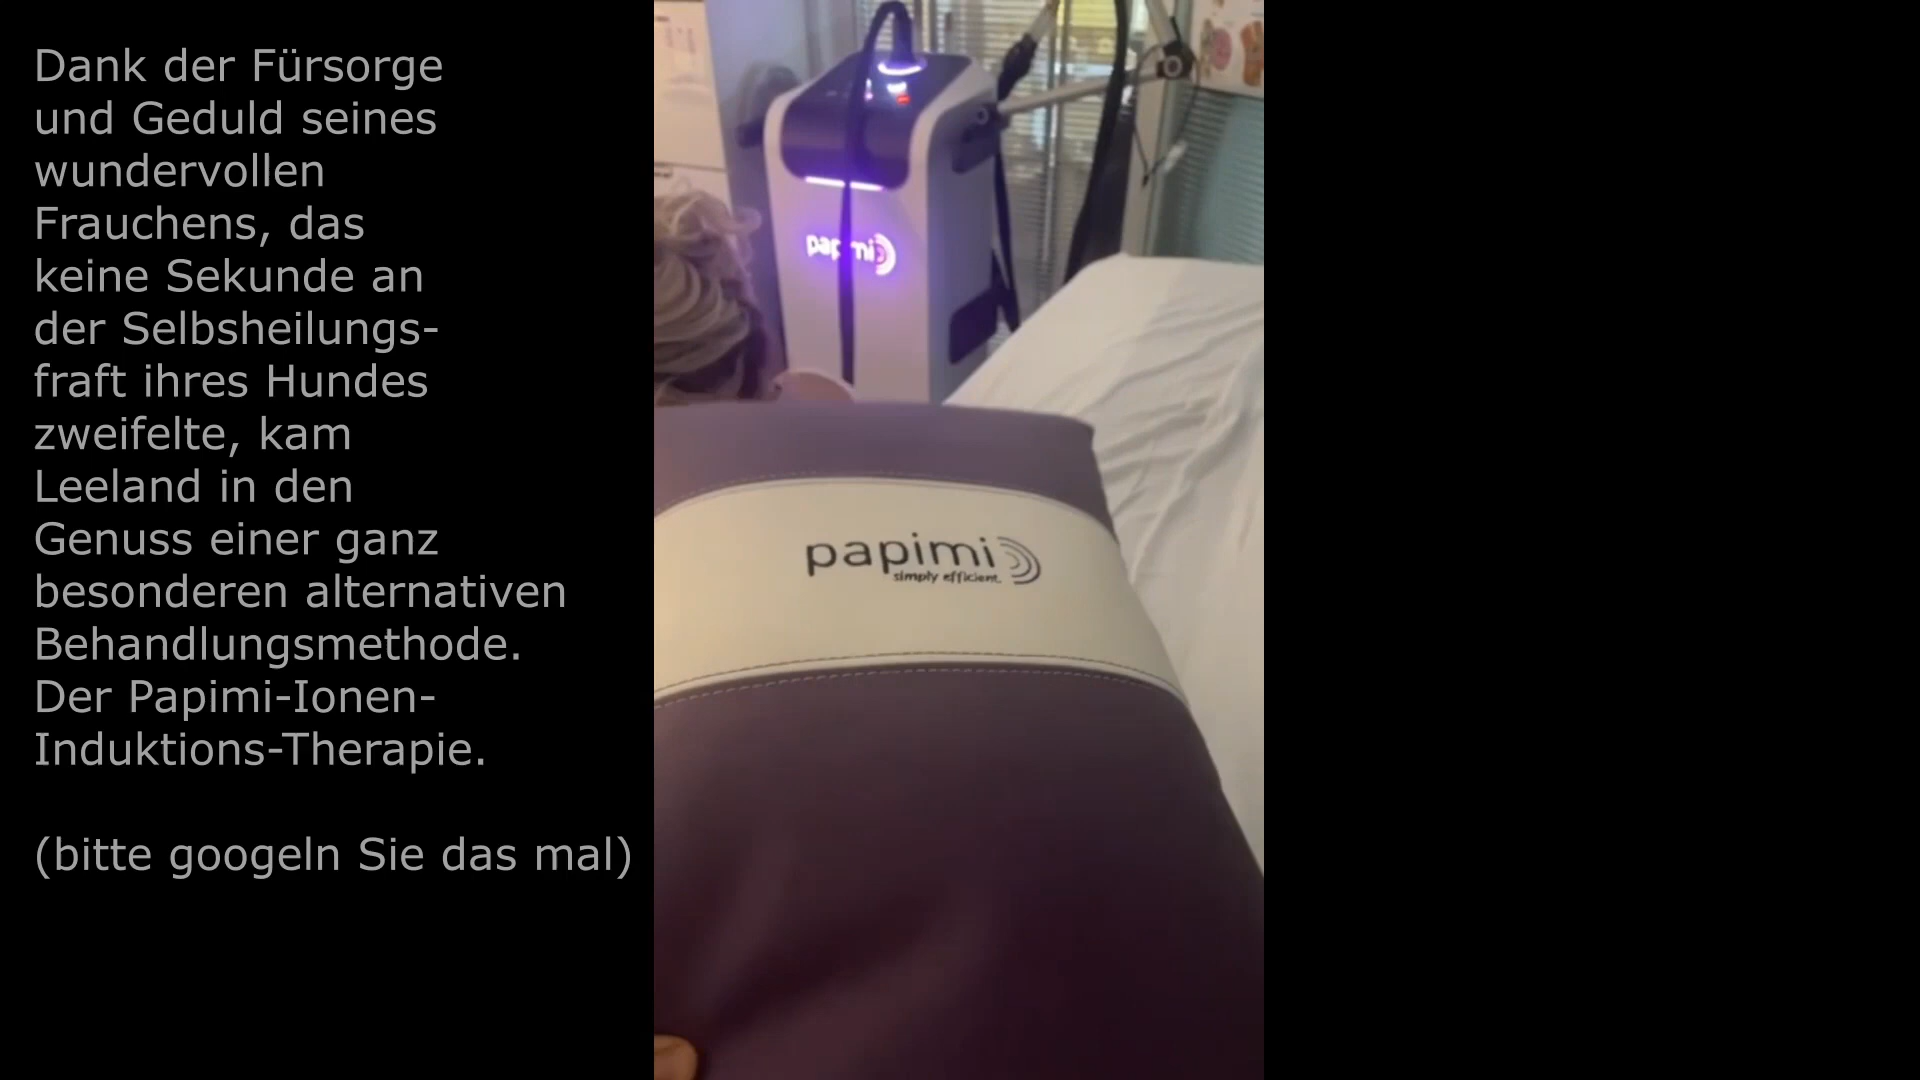 Dank der Fürsorge
und Geduld seines
wundervollen
Frauchens, das
keine Sekunde an
der Selbsheilungs-
fraft ihres Hundes
zweifelte, kam
Leeland in den
Genuss einer ganz
besonderen alternativen
Behandlungsmethode.
Der Papimi-Ionen-
Induktions-Therapie.
(bitte googeln Sie das mal)
papimi
papimi
simply efficient.